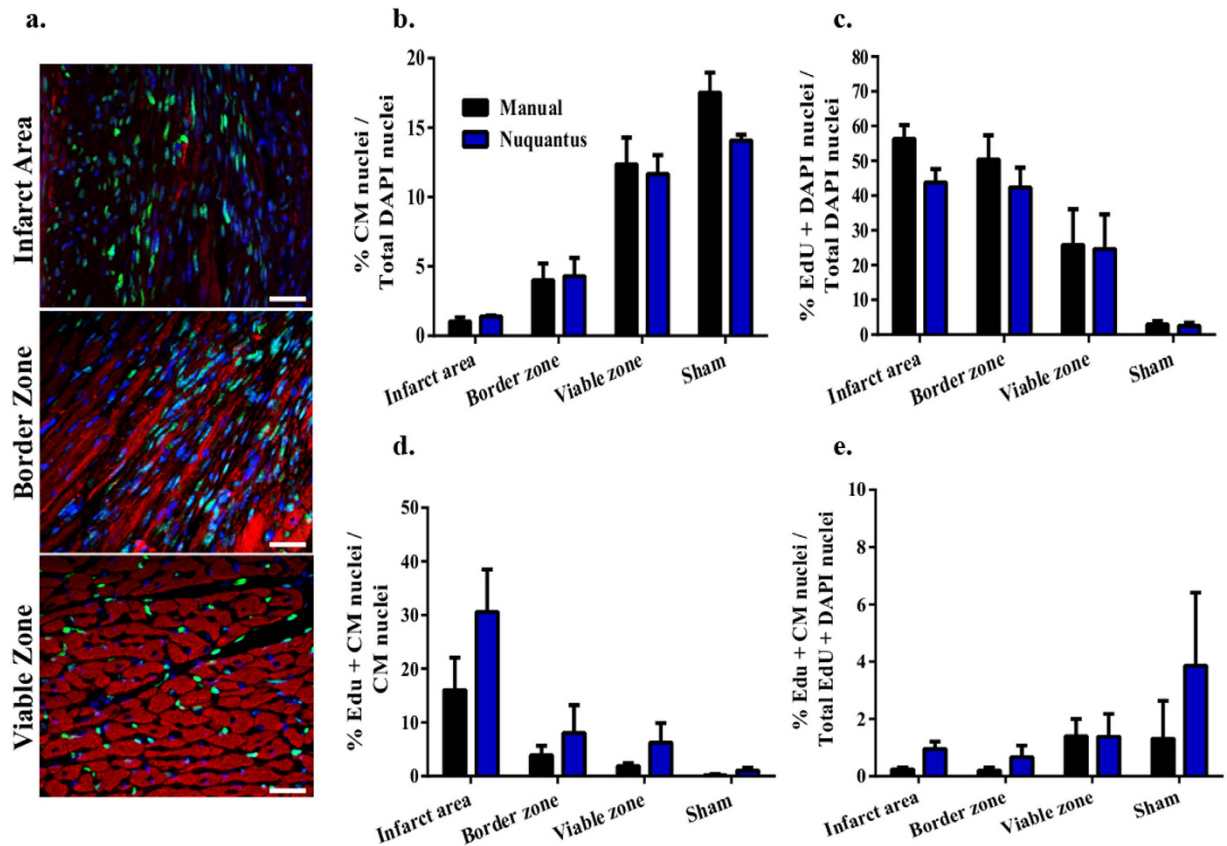 a.
Infarct Area
Border Zone
Viable Zone
b.
% CM nuclei /
Total DAPI nuclei
20
15
10
5
0
Manual
Nuquantus
Infarct area
Border zone
Viable zone
Sham
c.
% EdU + DAPI nuclei /
Total DAPI nuclei
80
70
60
50
40
30
20
10
0
Infarct area
Border zone
Viable zone
Sham
d.
% Edu + CM nuclei /
CM nuclei
50
40
30
20
10
0
Infarct area
Border zone
Viable zone
Sham
e.
% Edu + CM nuclei /
Total EdU + DAPI nuclei
10
8
6
4
2
0
Infarct area
Border zone
Viable zone
Sham